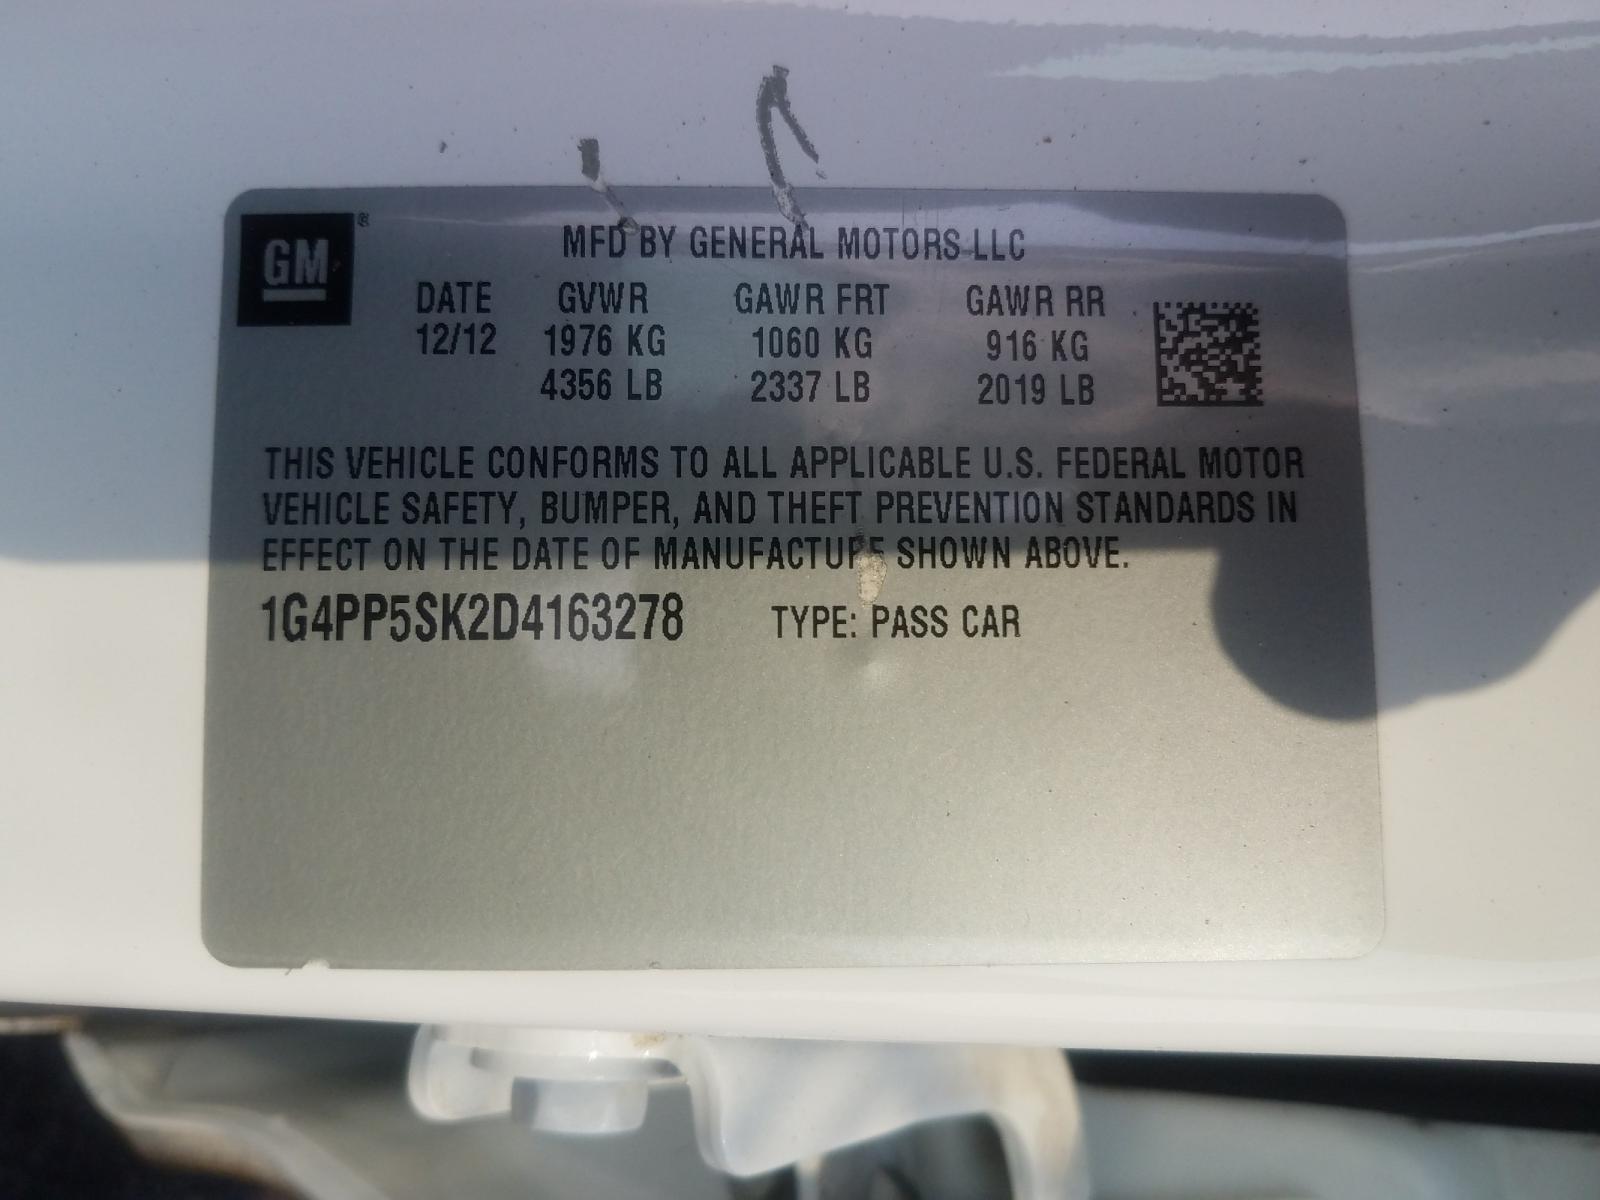 GM®
MFD BY GENERAL MOTORS LLC
DATE GVWR GAWR FRT GAWR RR
12/12 1976 KG 1060 KG 916 KG
4356 LB 2337 LB 2019 LB
THIS VEHICLE CONFORMS TO ALL APPLICABLE U.S. FEDERAL MOTOR
VEHICLE SAFETY, BUMPER, AND THEFT PREVENTION STANDARDS IN
EFFECT ON THE DATE OF MANUFACTURE SHOWN ABOVE.
1G4PP5SK2D4163278 TYPE: PASS CAR